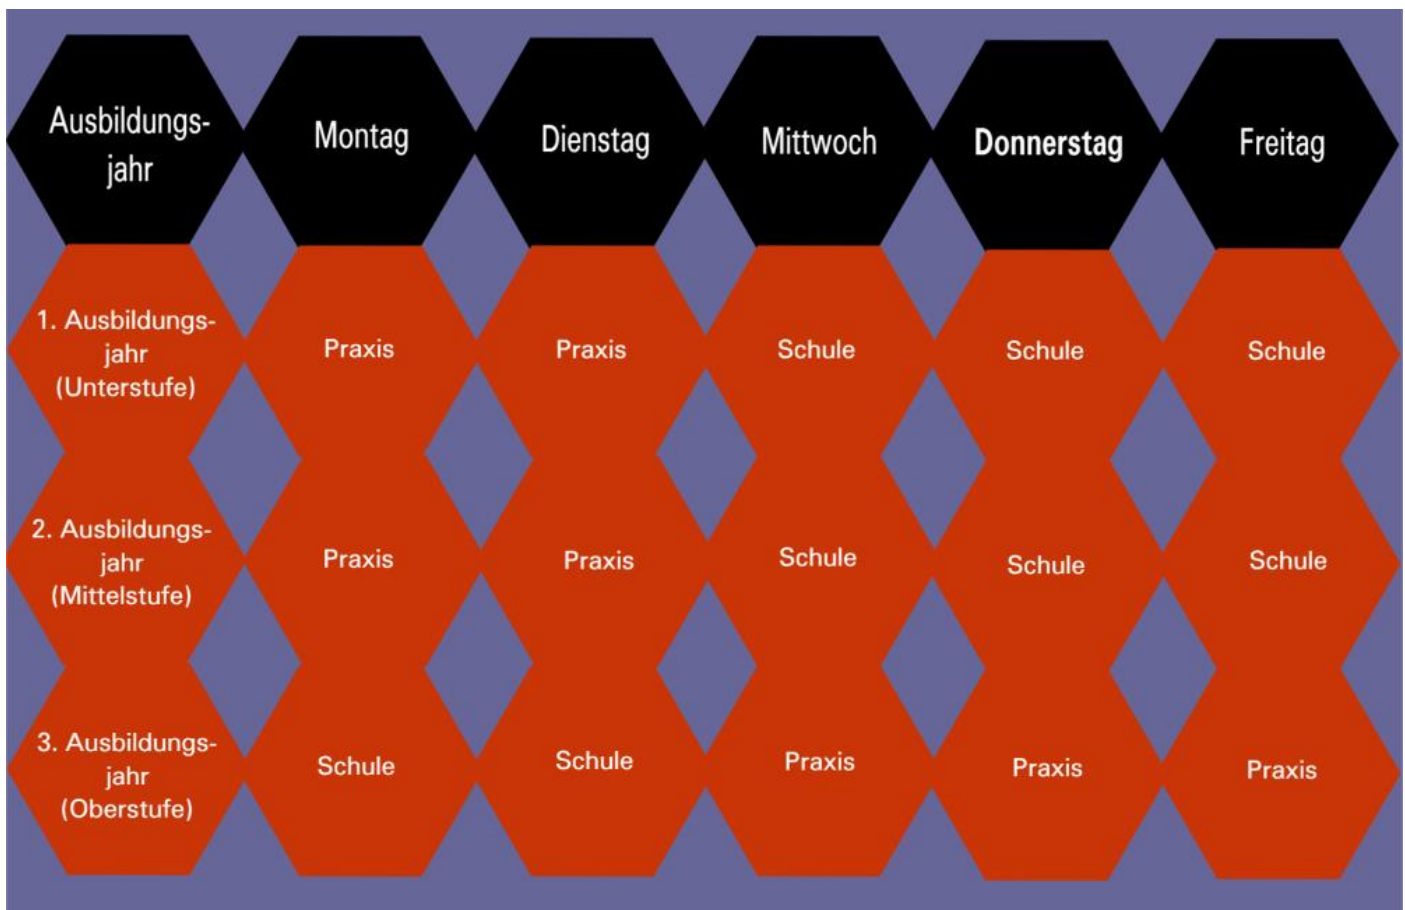 Ausbildungs-
jahr
Montag
Dienstag
Mittwoch
Donnerstag
Freitag
1. Ausbildungs-
jahr
(Unterstufe)
Praxis
Praxis
Schule
Schule
Schule
2. Ausbildungs-
jahr
(Mittelstufe)
Praxis
Praxis
Schule
Schule
Schule
3. Ausbildungs-
jahr
(Oberstufe)
Schule
Schule
Praxis
Praxis
Praxis